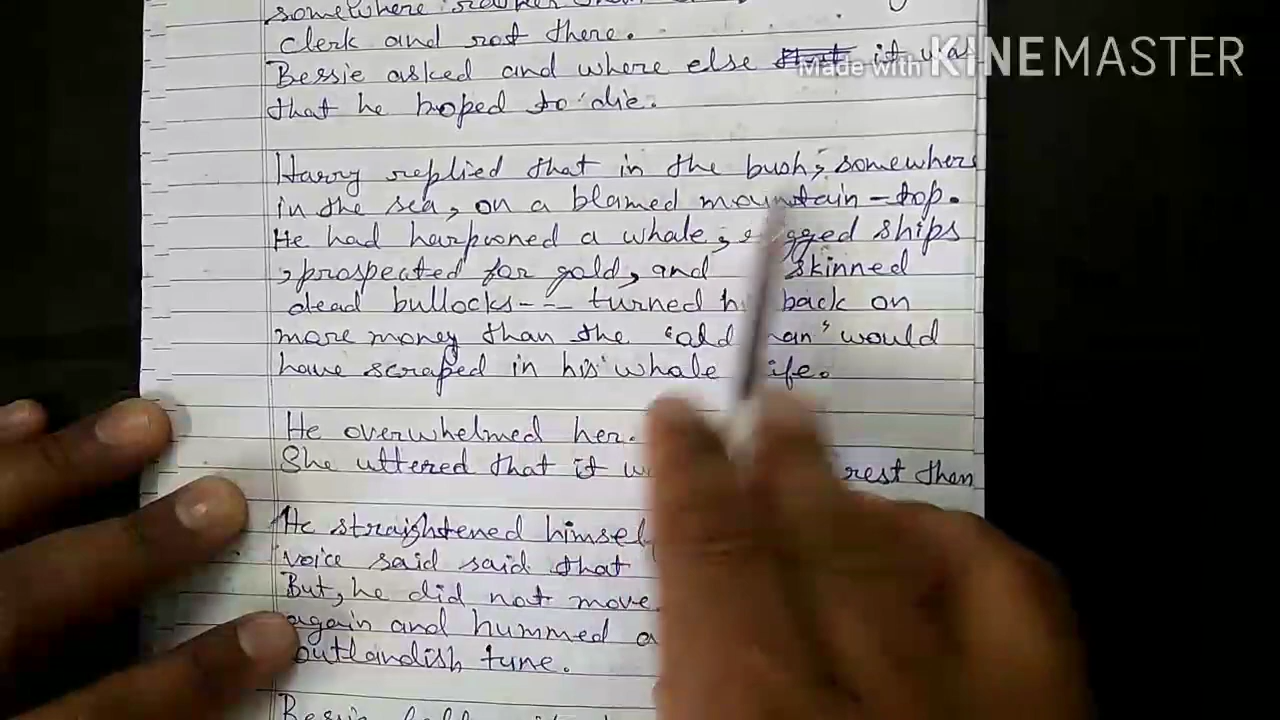 somewhere
clerk and rot there.
Bessie asked and where else it was
that he hoped to die.
Made with KINEMASTER
Harry replied that in the bush, somewhere
in the sea, on a blamed mountain-top.
He had harpooned a whale, ships
, prospected for gold, and skinned
dead bullocks--- turned back on
more money than the 'old man' would
have scraped in his whole life.
He overwhelmed her.
She uttered that it rest then
He straightened
voice said said that
But, he did not move
again and hummed
outlandish tune.
Bessie